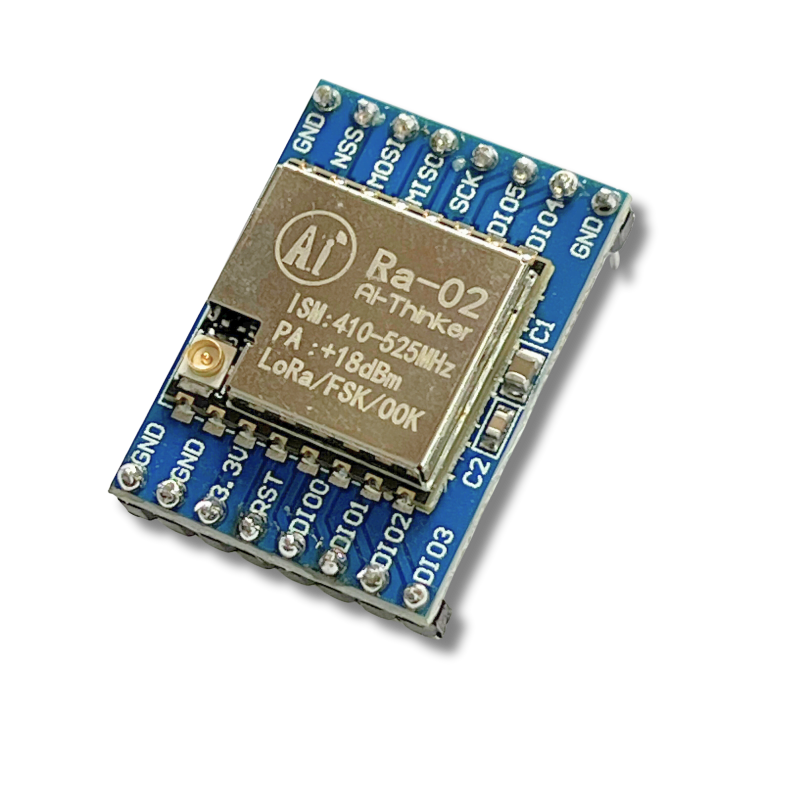 GND
NSS
MOSI
MISO
SCK
DIO5
DIO4
GND
Ai
Ra-02
Ai-Thinker
ISM:410-525MHz
PA :+18dBm
LoRa/FSK/OOK
C1
C2
GND
GND
3.3V
RST
DIO0
DIO1
DIO2
DIO3